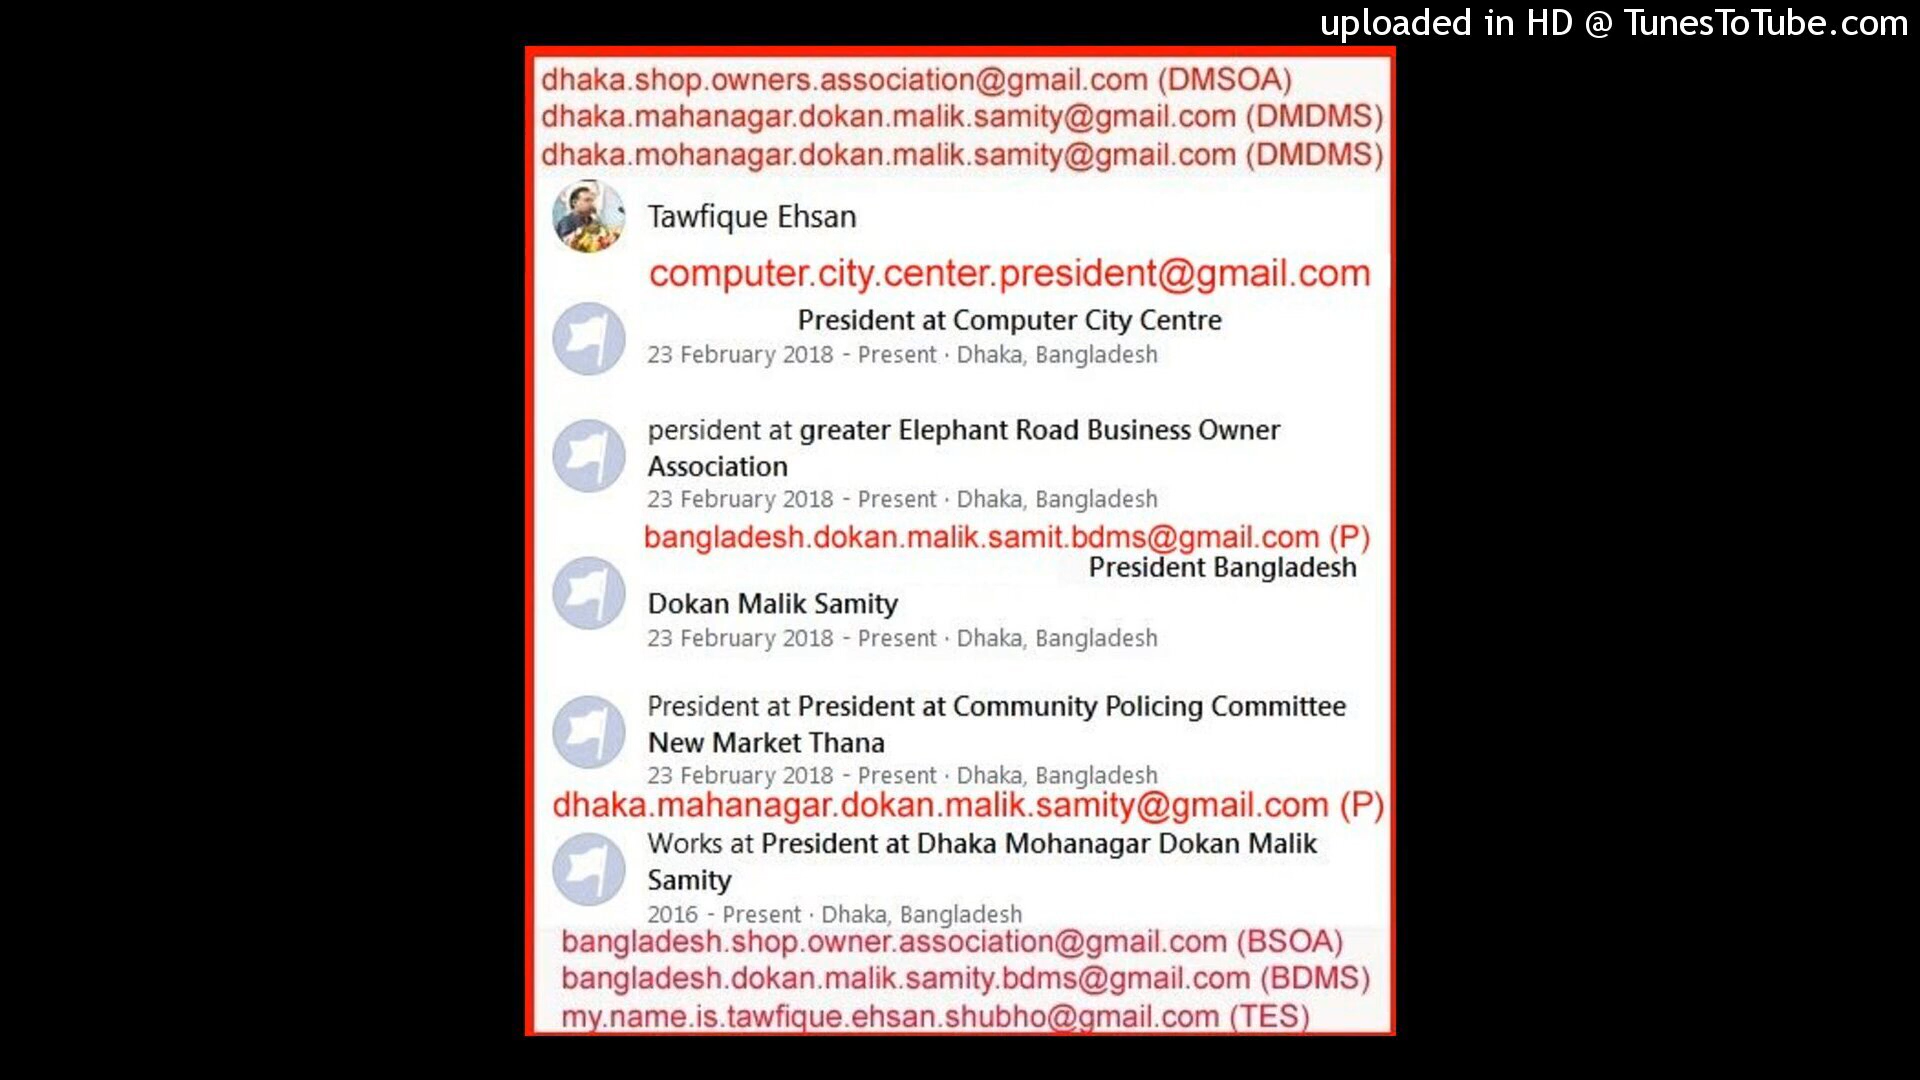 uploaded in HD @ TunesToTube.com
dhaka.shop.owners.association@gmail.com (DMSOA)
dhaka.mahanagar.dokan.malik.samity@gmail.com (DMDMS)
dhaka.mohanagar.dokan.malik.samity@gmail.com (DMDMS)
Tawfique Ehsan
computer.city.center.president@gmail.com
President at Computer City Centre
23 February 2018 - Present · Dhaka, Bangladesh
persident at greater Elephant Road Business Owner
Association
23 February 2018 - Present · Dhaka, Bangladesh
bangladesh.dokan.malik.samit.bdms@gmail.com (P)
President Bangladesh
Dokan Malik Samity
23 February 2018 - Present · Dhaka, Bangladesh
President at President at Community Policing Committee
New Market Thana
23 February 2018 - Present · Dhaka, Bangladesh
dhaka.mahanagar.dokan.malik.samity@gmail.com (P)
Works at President at Dhaka Mohanagar Dokan Malik
Samity
2016 - Present · Dhaka, Bangladesh
bangladesh.shop.owner.association@gmail.com (BSOA)
bangladesh.dokan.malik.samity.bdms@gmail.com (BDMS)
my.name.is.tawfique.ehsan.shubho@gmail.com (TES)